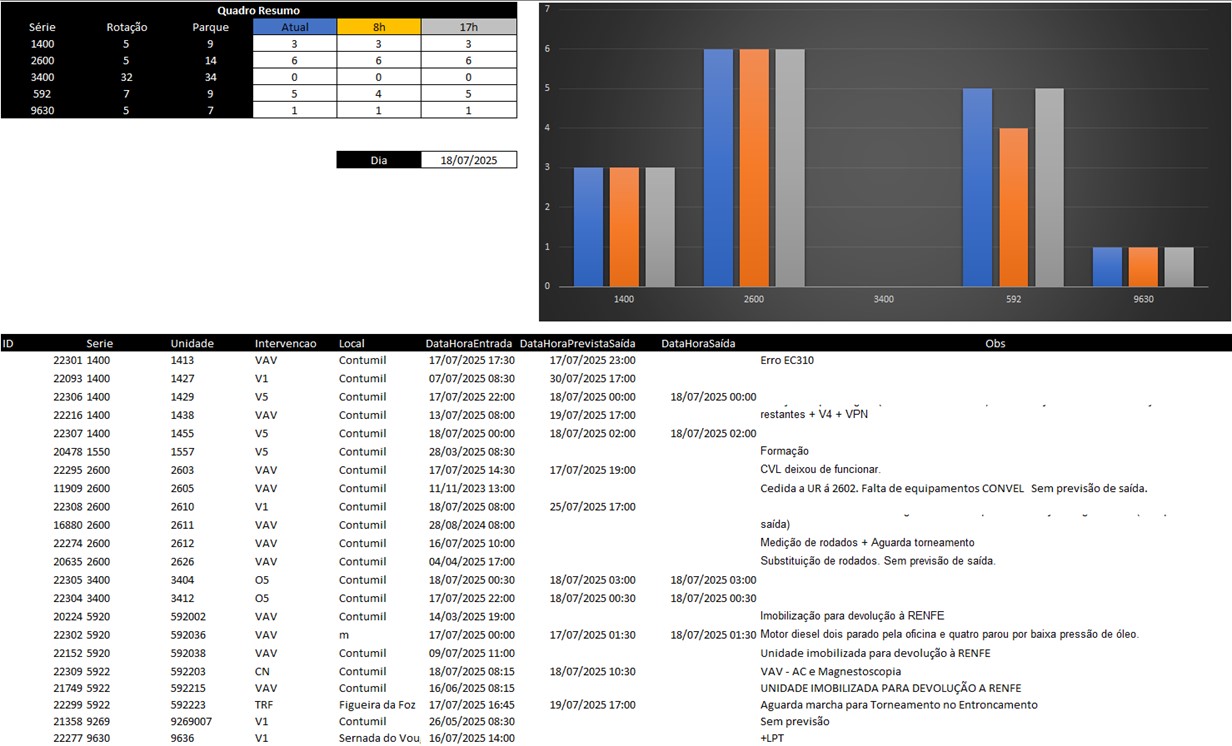 Quadro Resumo
Série Rotação Parque Atual 8h 17h
1400 5 9 3 3 3
2600 5 14 6 6 6
3400 32 34 0 0 0
592 7 9 5 4 5
9630 5 7 1 1 1
Dia 18/07/2025
7
6
5
4
3
2
1
0
1400 2600 3400 592 9630
ID Serie Unidade Intervencao Local DataHoraEntrada DataHoraPrevistaSaída DataHoraSaída Obs
22301 1400 1413 VAV Contumil 17/07/2025 17:30 17/07/2025 23:00 Erro EC310
22093 1400 1427 V1 Contumil 07/07/2025 08:30 30/07/2025 17:00
22306 1400 1429 V5 Contumil 17/07/2025 22:00 18/07/2025 00:00 18/07/2025 00:00
22216 1400 1438 VAV Contumil 13/07/2025 08:00 19/07/2025 17:00 restantes + V4 + VPN
22307 1400 1455 V5 Contumil 18/07/2025 00:00 18/07/2025 02:00 18/07/2025 02:00
20478 1550 1557 V5 Contumil 28/03/2025 08:30 Formação
22295 2600 2603 VAV Contumil 17/07/2025 14:30 17/07/2025 19:00 CVL deixou de funcionar.
11909 2600 2605 VAV Contumil 11/11/2023 13:00 Cedida a UR á 2602. Falta de equipamentos CONVEL Sem previsão de saída.
22308 2600 2610 V1 Contumil 18/07/2025 08:00 25/07/2025 17:00
16880 2600 2611 VAV Contumil 28/08/2024 08:00 saída)
22274 2600 2612 VAV Contumil 16/07/2025 10:00 Medição de rodados + Aguarda torneamento
20635 2600 2626 VAV Contumil 04/04/2025 17:00 Substituição de rodados. Sem previsão de saída.
22305 3400 3404 O5 Contumil 18/07/2025 00:30 18/07/2025 03:00 18/07/2025 03:00
22304 3400 3412 O5 Contumil 17/07/2025 22:00 18/07/2025 00:30 18/07/2025 00:30
20224 5920 592002 VAV Contumil 14/03/2025 19:00 Imobilização para devolução à RENFE
22302 5920 592036 VAV m 17/07/2025 00:00 17/07/2025 01:30 18/07/2025 01:30 Motor diesel dois parado pela oficina e quatro parou por baixa pressão de óleo.
22152 5920 592038 VAV Contumil 09/07/2025 11:00 Unidade imobilizada para devolução à RENFE
22309 5922 592203 CN Contumil 18/07/2025 08:15 18/07/2025 10:30 VAV - AC e Magnestoscopia
21749 5922 592215 VAV Contumil 16/06/2025 08:15 UNIDADE IMOBILIZADA PARA DEVOLUÇÃO A RENFE
22299 5922 592223 TRF Figueira da Foz 17/07/2025 16:45 19/07/2025 17:00 Aguarda marcha para Torneamento no Entroncamento
21358 9269 9269007 V1 Contumil 26/05/2025 08:30 Sem previsão
22277 9630 9636 V1 Sernada do Vou 16/07/2025 14:00 +LPT